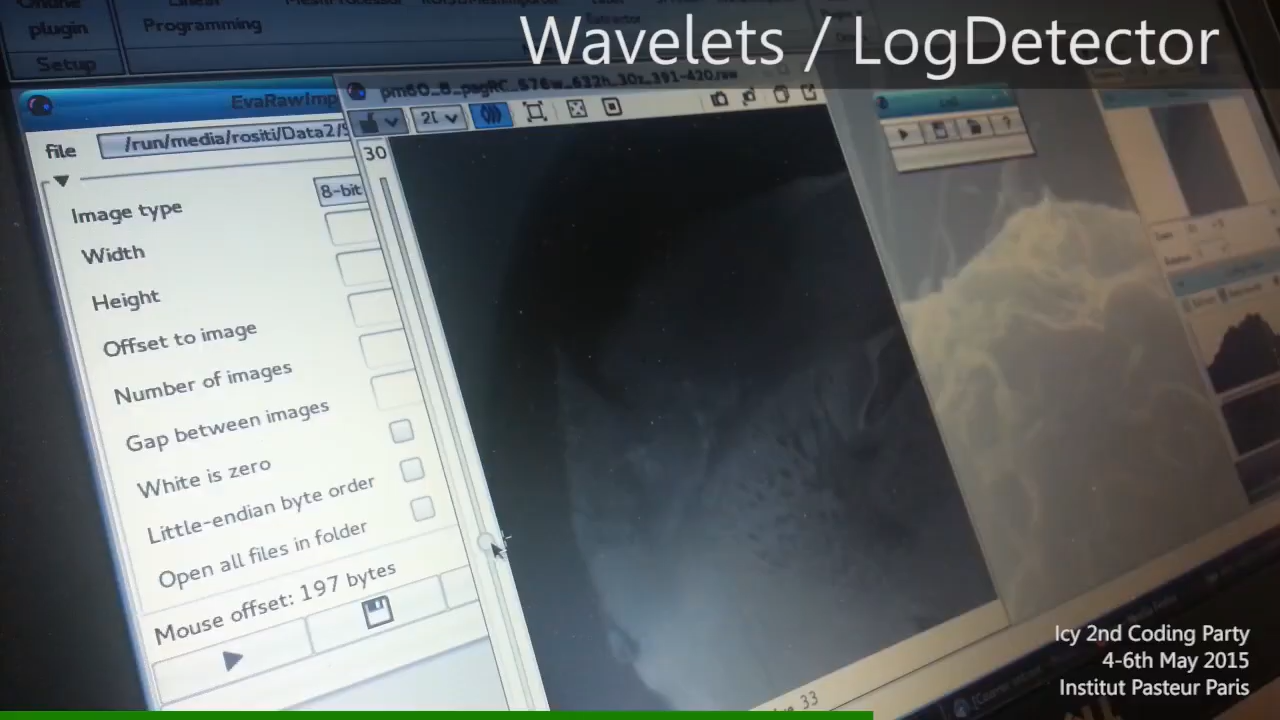 Wavelets / LogDetector
plugin
Programming
Setup
EvaRawImp
file
/run/media/rositi/Data2/S
2D
30
Image type
8-bit
Width
Height
Offset to image
Number of images
Gap between images
White is zero
Little-endian byte order
Open all files in folder
Mouse offset: 197 bytes
33
Icy 2nd Coding Party
4-6th May 2015
Institut Pasteur Paris